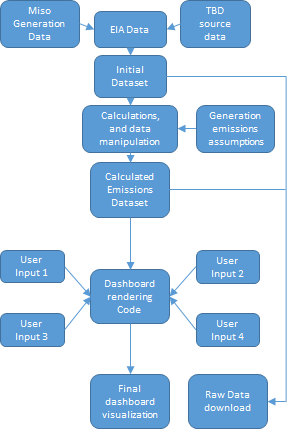 Miso
Generation
Data
EIA Data
TBD
source
data
Initial
Dataset
Calculations,
and data
manipulation
Generation
emissions
assumptions
Calculated
Emissions
Dataset
User
Input 1
User
Input 2
Dashboard
rendering
Code
User
Input 3
User
Input 4
Final
dashboard
visualization
Raw Data
download